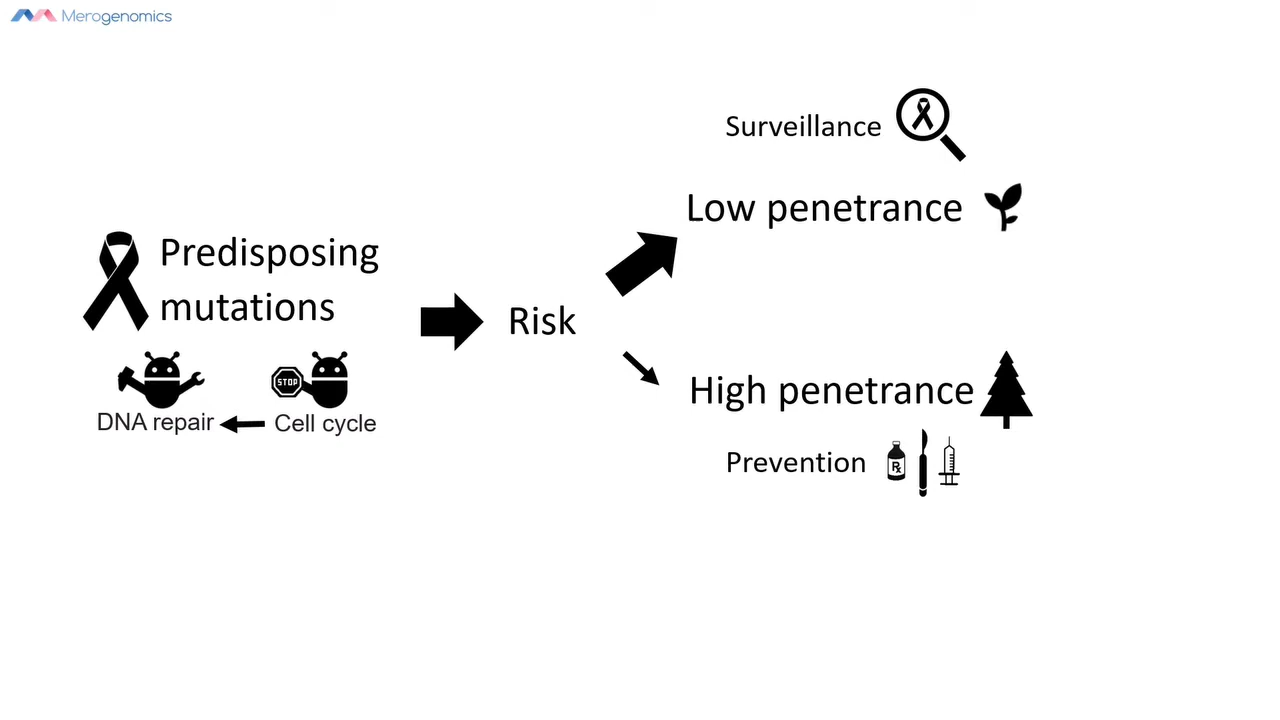 Merogenomics
Surveillance
Low penetrance
Predisposing
mutations
Risk
STOP
DNA repair
Cell cycle
High penetrance
Prevention
Rx